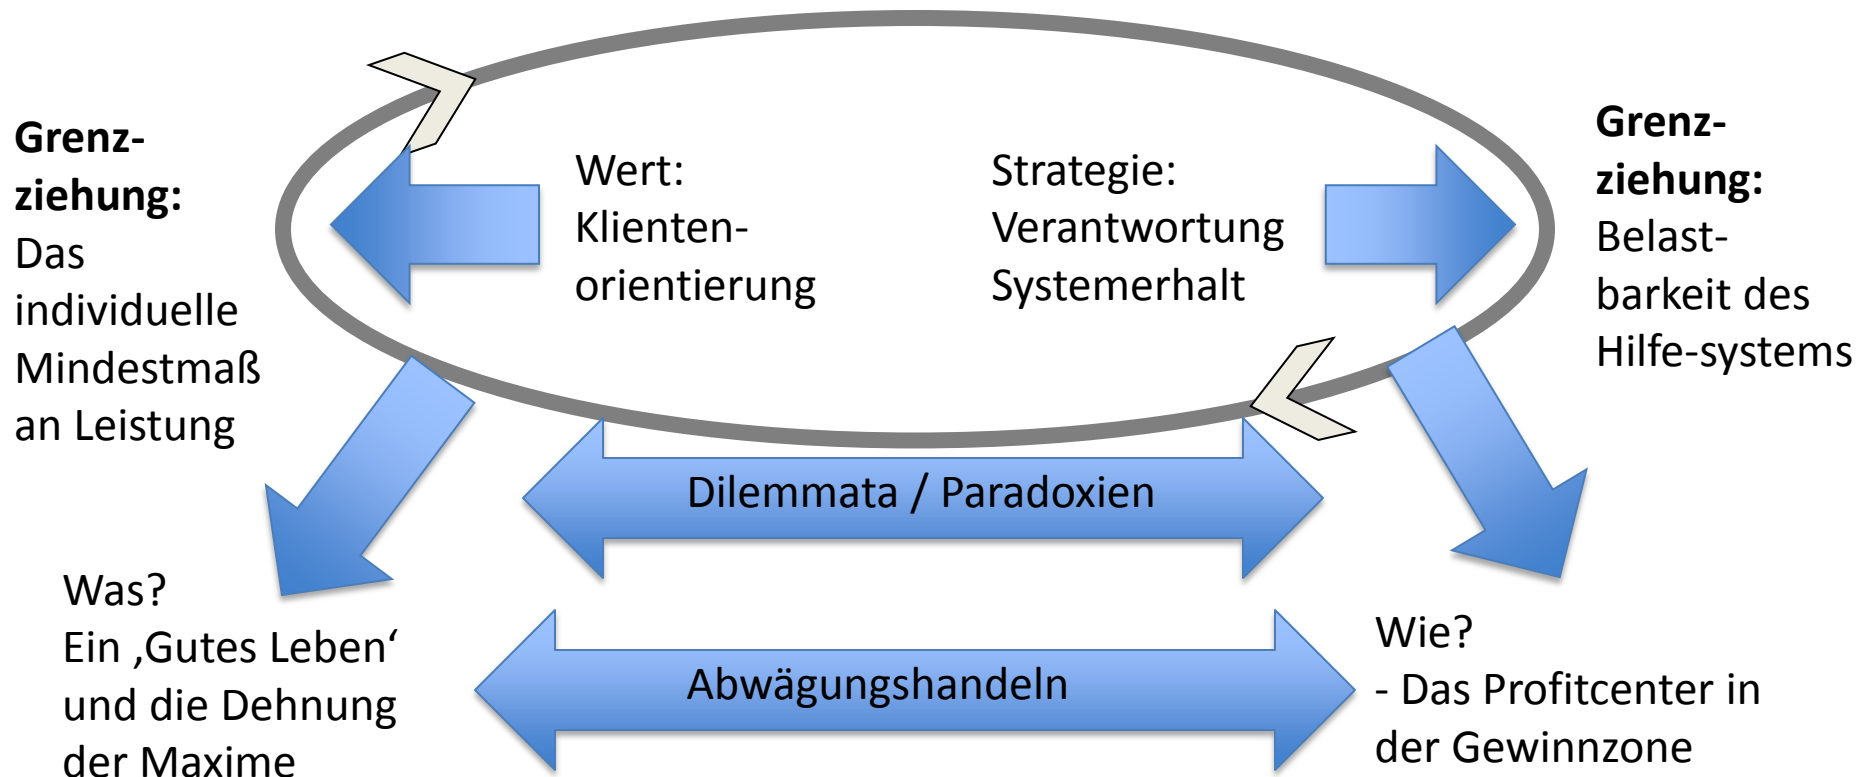 Grenz-
ziehung:
Das
individuelle
Mindestmaß
an Leistung
Wert:
Klienten-
orientierung
Strategie:
Verantwortung
Systemerhalt
Grenz-
ziehung:
Belast-
barkeit des
Hilfe-systems
Dilemmata / Paradoxien
Was?
Ein ‚Gutes Leben‘
und die Dehnung
der Maxime
Abwägungshandeln
Wie?
- Das Profitcenter in
der Gewinnzone